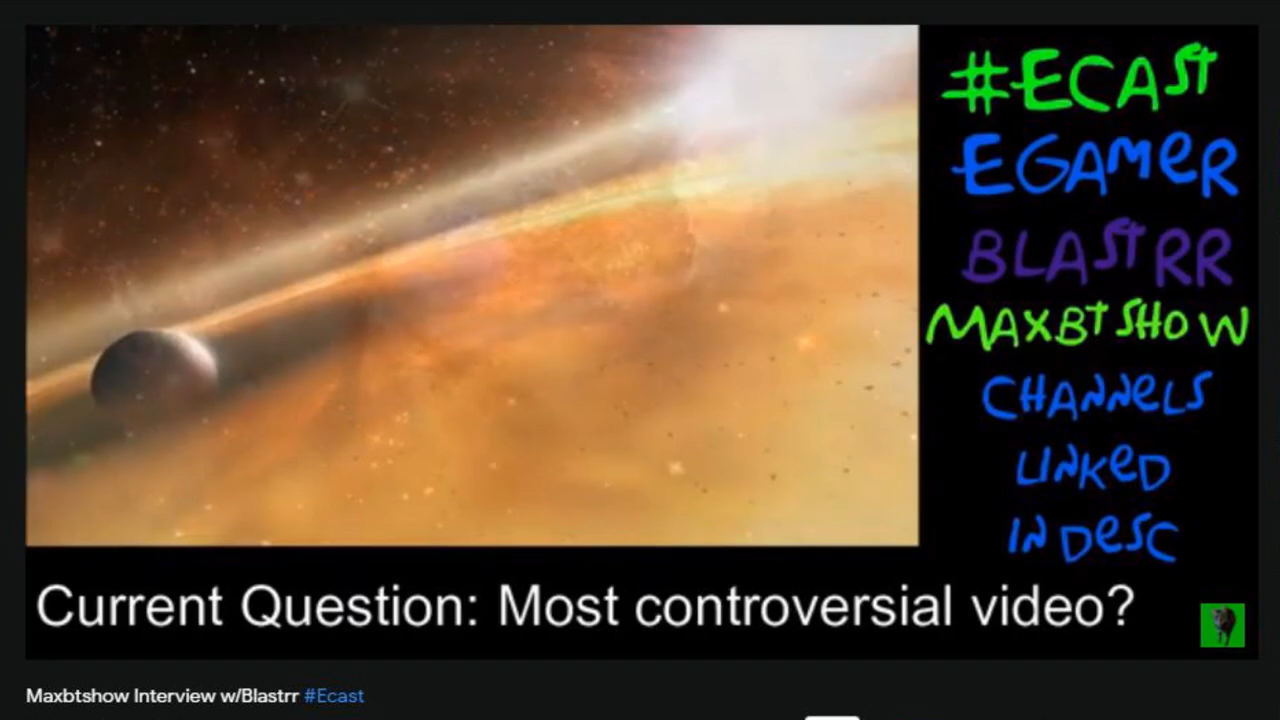 #ECAST
EGAMER
BLASTRR
MAXBTSHOW
CHANNELS
LINKED
IN DESC
Current Question: Most controversial video?
Maxbtshow Interview w/Blastrr #Ecast